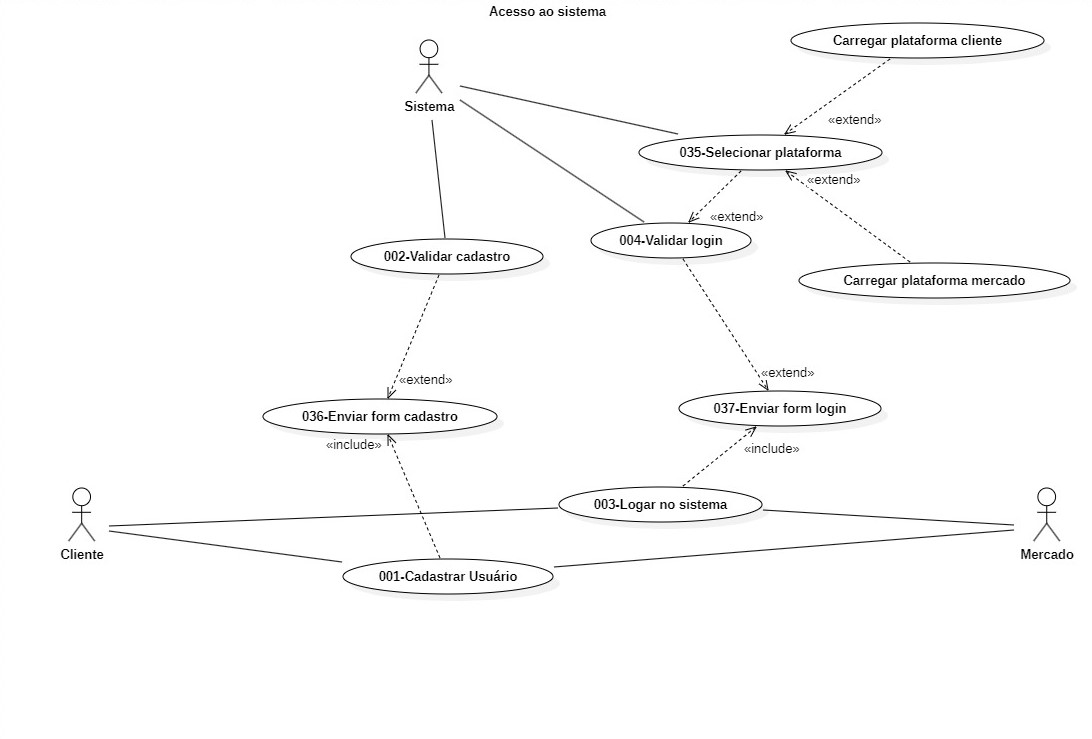 Acesso ao sistema
Carregar plataforma cliente
Sistema
«extend»
035-Selecionar plataforma
«extend»
«extend»
004-Validar login
002-Validar cadastro
Carregar plataforma mercado
«extend»
«extend»
036-Enviar form cadastro
037-Enviar form login
«include»
«include»
003-Logar no sistema
Cliente
Mercado
001-Cadastrar Usuário